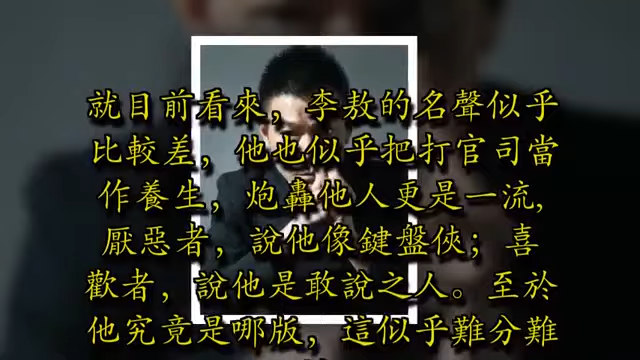 就目前看來，李敖的名聲似乎
比較差，他也似乎把打官司當
作養生，炮轟他人更是一流,
厭惡者，說他像鍵盤俠；喜
歡者，說他是敢說之人。至於
他究竟是哪版，這似乎難分難